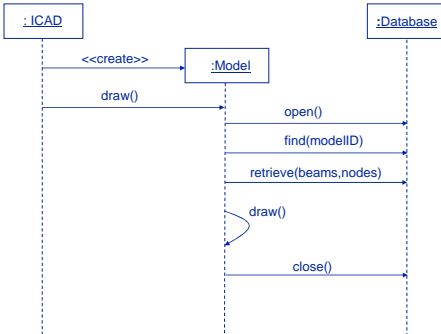 : ICAD
:Database
<<create>>
:Model
draw()
open()
find(modelID)
retrieve(beams,nodes)
draw()
close()